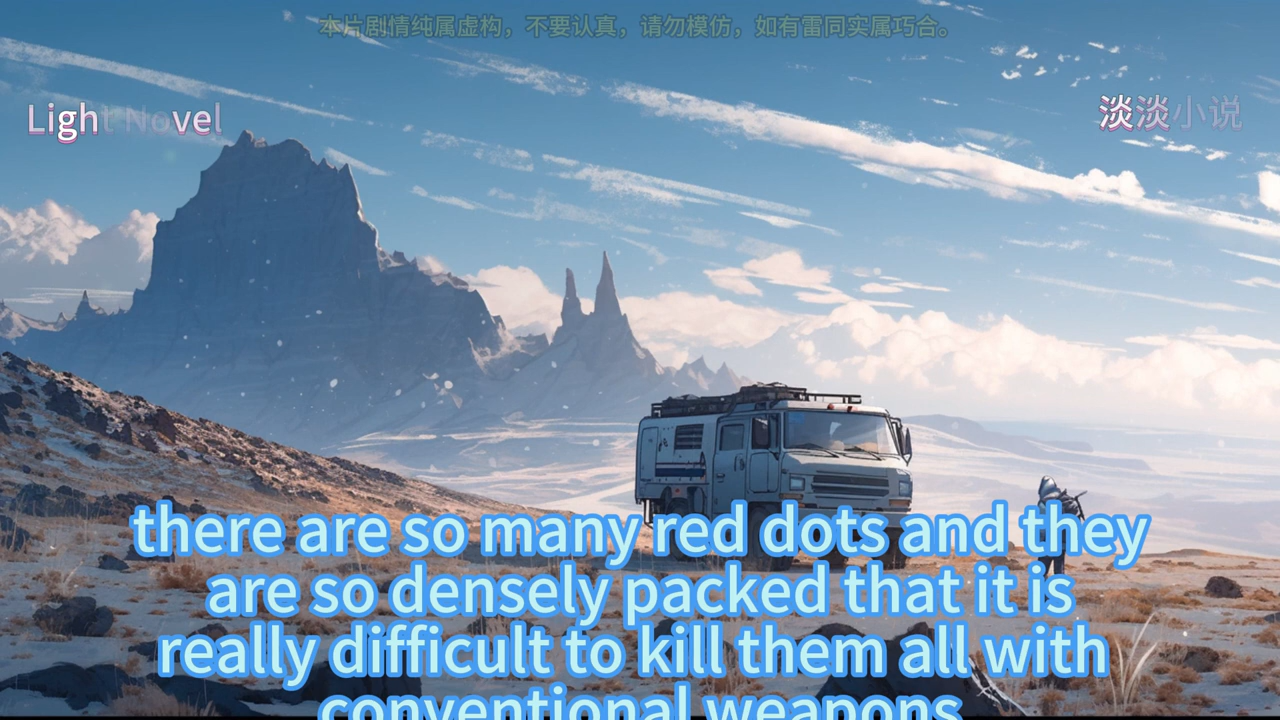 本片剧情纯属虚构，不要认真，请勿模仿，如有雷同实属巧合。
Light Novel
淡淡小说
there are so many red dots and they
are so densely packed that it is
really difficult to kill them all with
conventional weapons